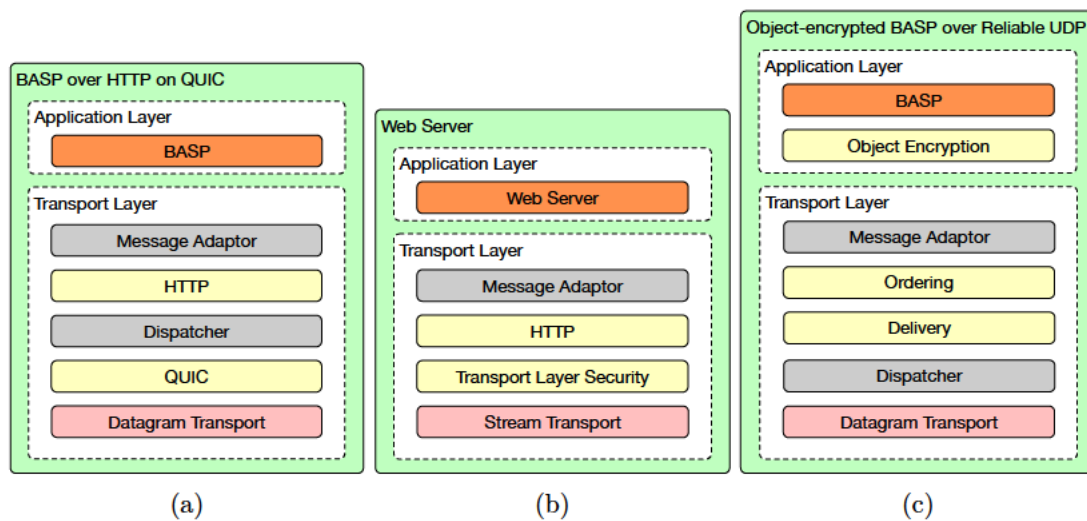 BASP over HTTP on QUIC
Application Layer
BASP
Transport Layer
Message Adaptor
HTTP
Dispatcher
QUIC
Datagram Transport
(a)
Web Server
Application Layer
Web Server
Transport Layer
Message Adaptor
HTTP
Transport Layer Security
Stream Transport
(b)
Object-encrypted BASP over Reliable UDP
Application Layer
BASP
Object Encryption
Transport Layer
Message Adaptor
Ordering
Delivery
Dispatcher
Datagram Transport
(c)